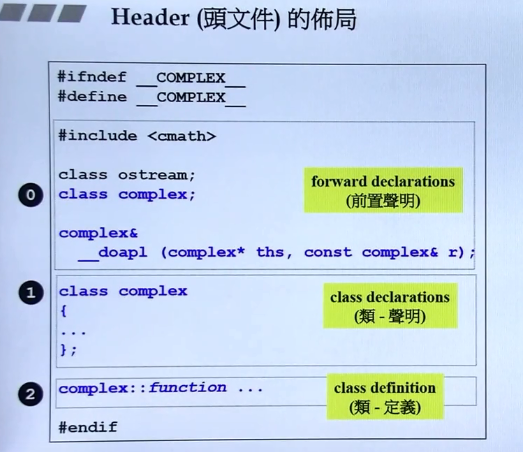 Header (頭文件) 的佈局
#ifndef __COMPLEX__
#define __COMPLEX__
#include <cmath>
class ostream;
class complex;
complex&
__doapl (complex* ths, const complex& r);
0
forward declarations
(前置聲明)
1
class complex
{
...
};
class declarations
(類 - 聲明)
2
complex::function ...
class definition
(類 - 定義)
#endif